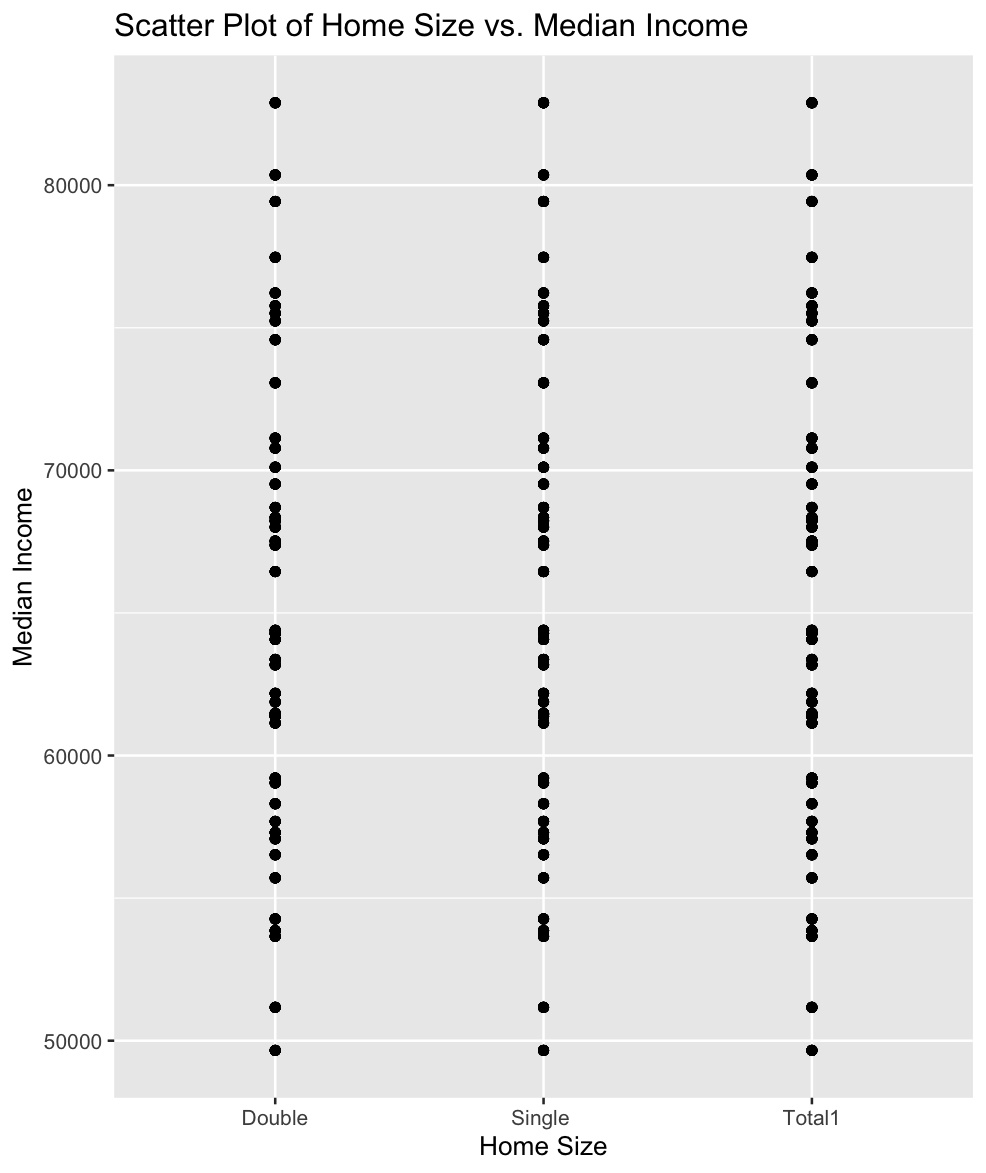 Scatter Plot of Home Size vs. Median Income
Median Income
80000
70000
60000
50000
Double
Single
Total1
Home Size